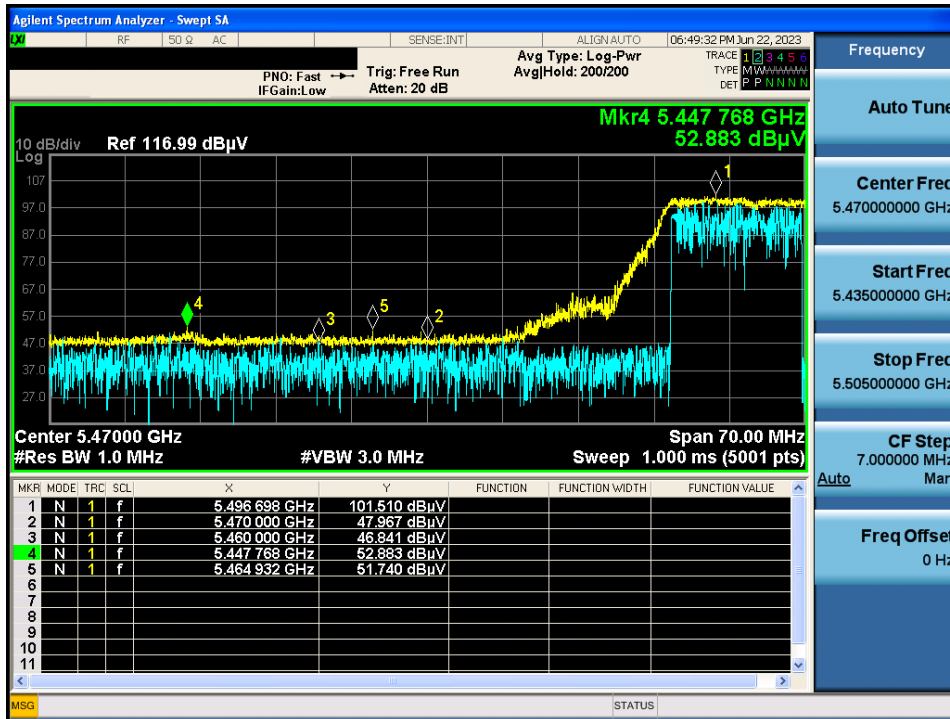 Agilent Spectrum Analyzer - Swept SA
LXI RF 50 Ω AC SENSE:INT ALIGN AUTO 06:49:32 PM Jun 22, 2023
PNO: Fast Trig: Free Run Avg Type: Log-Pwr TRACE 1 2 3 4 5 6
IFGain:Low Atten: 20 dB Avg|Hold: 200/200 TYPE M W W W W W
DET P P N N N N
Mkr4 5.447 768 GHz
52.883 dBµV
10 dB/div Ref 116.99 dBµV
Log
107
97.0
87.0
77.0
67.0
57.0
47.0
37.0
27.0
1
4
3
5
2
Center 5.47000 GHz Span 70.00 MHz
#Res BW 1.0 MHz #VBW 3.0 MHz Sweep 1.000 ms (5001 pts)
MKR MODE TRC SCL X Y FUNCTION FUNCTION WIDTH FUNCTION VALUE
1 N 1 f 5.496 698 GHz 101.510 dBµV
2 N 1 f 5.470 000 GHz 47.967 dBµV
3 N 1 f 5.460 000 GHz 46.841 dBµV
4 N 1 f 5.447 768 GHz 52.883 dBµV
5 N 1 f 5.464 932 GHz 51.740 dBµV
6
7
8
9
10
11
MSG STATUS
Frequency
Auto Tune
Center Freq
5.470000000 GHz
Start Freq
5.435000000 GHz
Stop Freq
5.505000000 GHz
CF Step
7.000000 MHz
Auto Man
Freq Offset
0 Hz